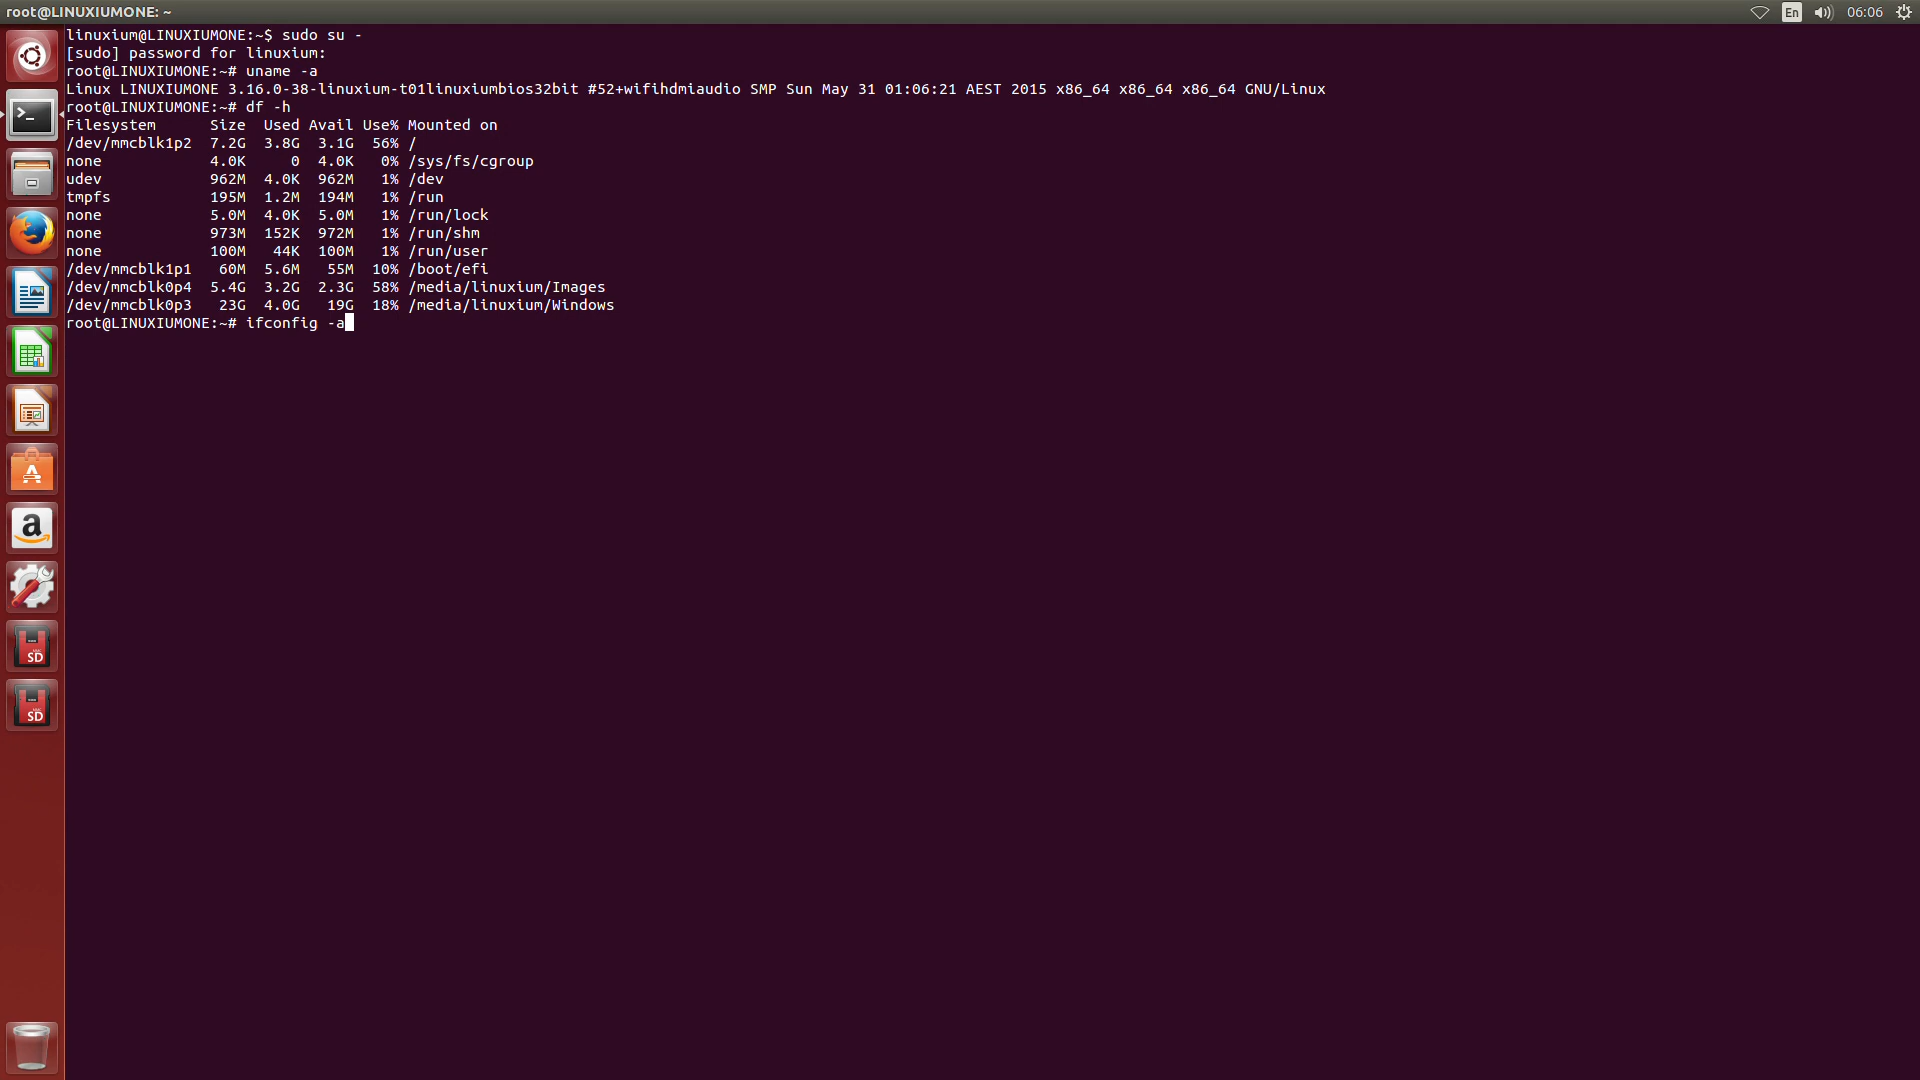 root@LINUXIUMONE: ~
En
06:06
linuxium@LINUXIUMONE:~$ sudo su -
[sudo] password for linuxium:
root@LINUXIUMONE:~# uname -a
Linux LINUXIUMONE 3.16.0-38-linuxium-t01linuxiumbios32bit #52+wifihdmiaudio SMP Sun May 31 01:06:21 AEST 2015 x86_64 x86_64 x86_64 GNU/Linux
root@LINUXIUMONE:~# df -h
Filesystem      Size  Used Avail Use% Mounted on
/dev/mmcblk1p2  7.2G  3.8G  3.1G  56% /
none            4.0K     0  4.0K   0% /sys/fs/cgroup
udev            962M  4.0K  962M   1% /dev
tmpfs           195M  1.2M  194M   1% /run
none            5.0M  4.0K  5.0M   1% /run/lock
none            973M  152K  972M   1% /run/shm
none            100M   44K  100M   1% /run/user
/dev/mmcblk1p1   60M  5.6M   55M  10% /boot/efi
/dev/mmcblk0p4  5.4G  3.2G  2.3G  58% /media/linuxium/Images
/dev/mmcblk0p3   23G  4.0G   19G  18% /media/linuxium/Windows
root@LINUXIUMONE:~# ifconfig -a
>_
A
a
SD
SD